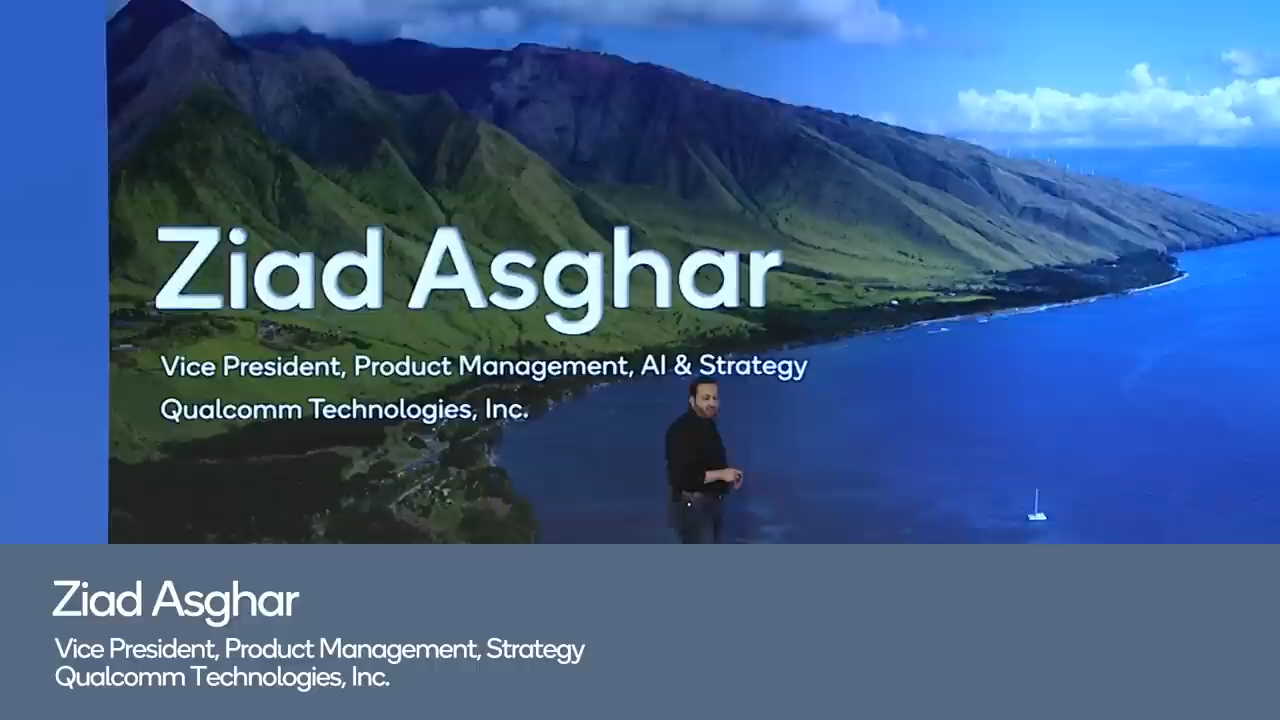 Ziad Asghar
Vice President, Product Management, AI & Strategy
Qualcomm Technologies, Inc.
Ziad Asghar
Vice President, Product Management, Strategy
Qualcomm Technologies, Inc.